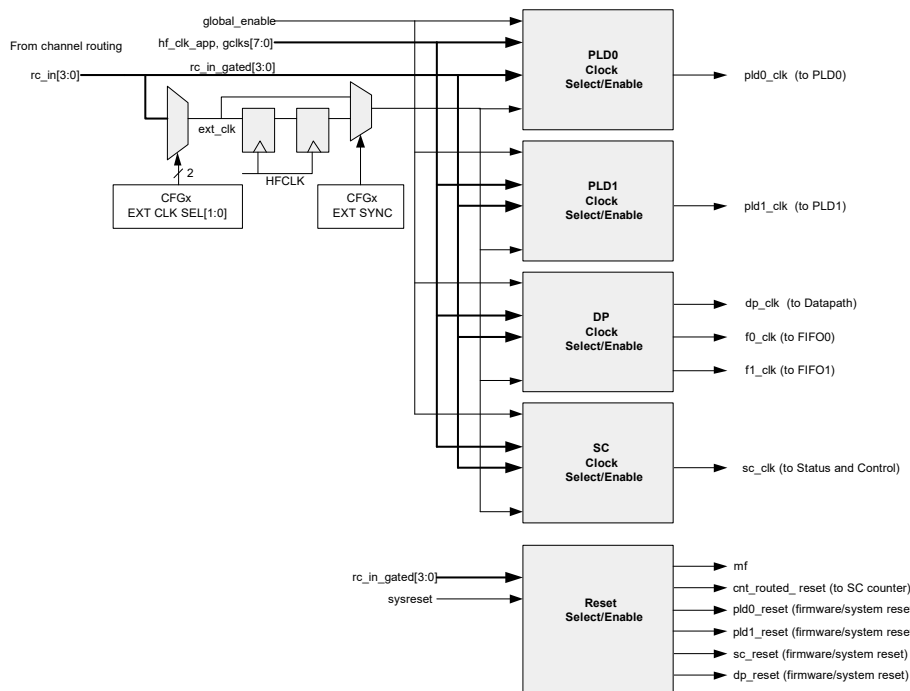 global_enable
hf_clk_app, gclks[7:0]
From channel routing
rc_in[3:0]
rc_in_gated[3:0]
ext_clk
HFCLK
2
CFGx
EXT CLK SEL[1:0]
CFGx
EXT SYNC
PLD0
Clock
Select/Enable
pld0_clk (to PLD0)
PLD1
Clock
Select/Enable
pld1_clk (to PLD1)
DP
Clock
Select/Enable
dp_clk (to Datapath)
f0_clk (to FIFO0)
f1_clk (to FIFO1)
SC
Clock
Select/Enable
sc_clk (to Status and Control)
rc_in_gated[3:0]
sysreset
Reset
Select/Enable
mf
cnt_routed_ reset (to SC counter)
pld0_reset (firmware/system rese
pld1_reset (firmware/system rese
sc_reset (firmware/system reset)
dp_reset (firmware/system reset)